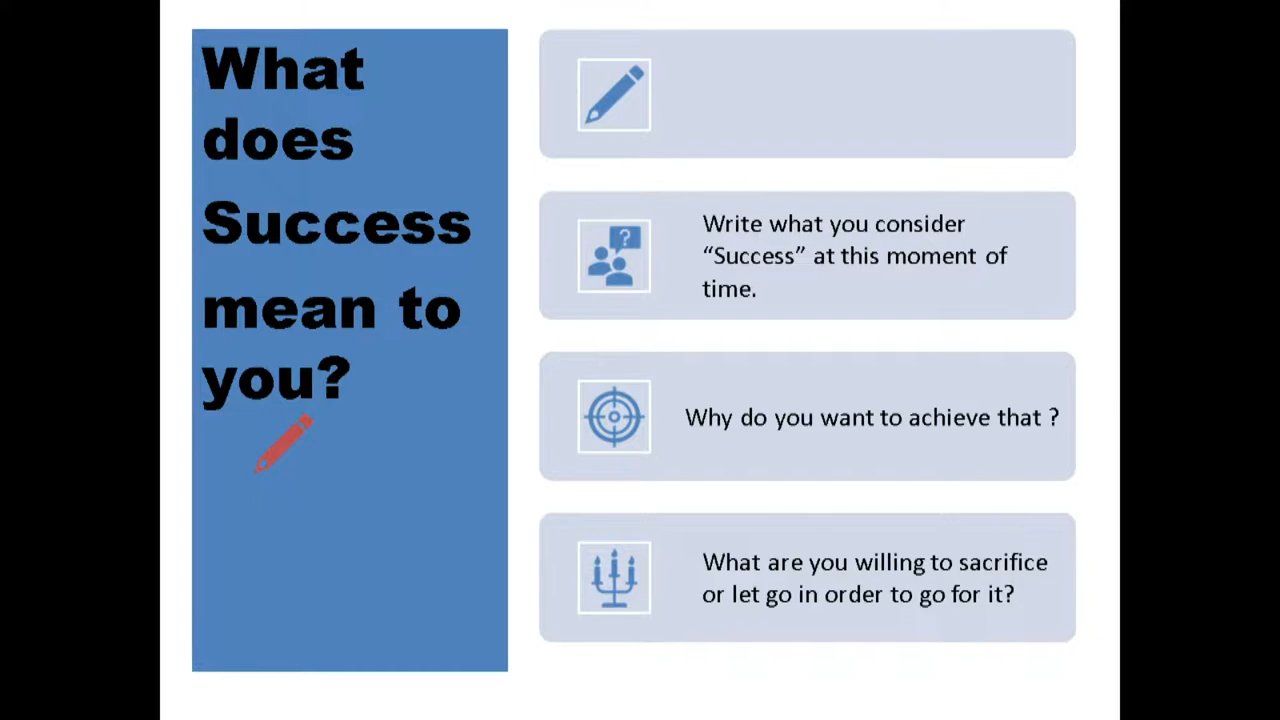 What
does
Success
mean to
you?
Write what you consider
“Success” at this moment of
time.
Why do you want to achieve that ?
What are you willing to sacrifice
or let go in order to go for it?
?